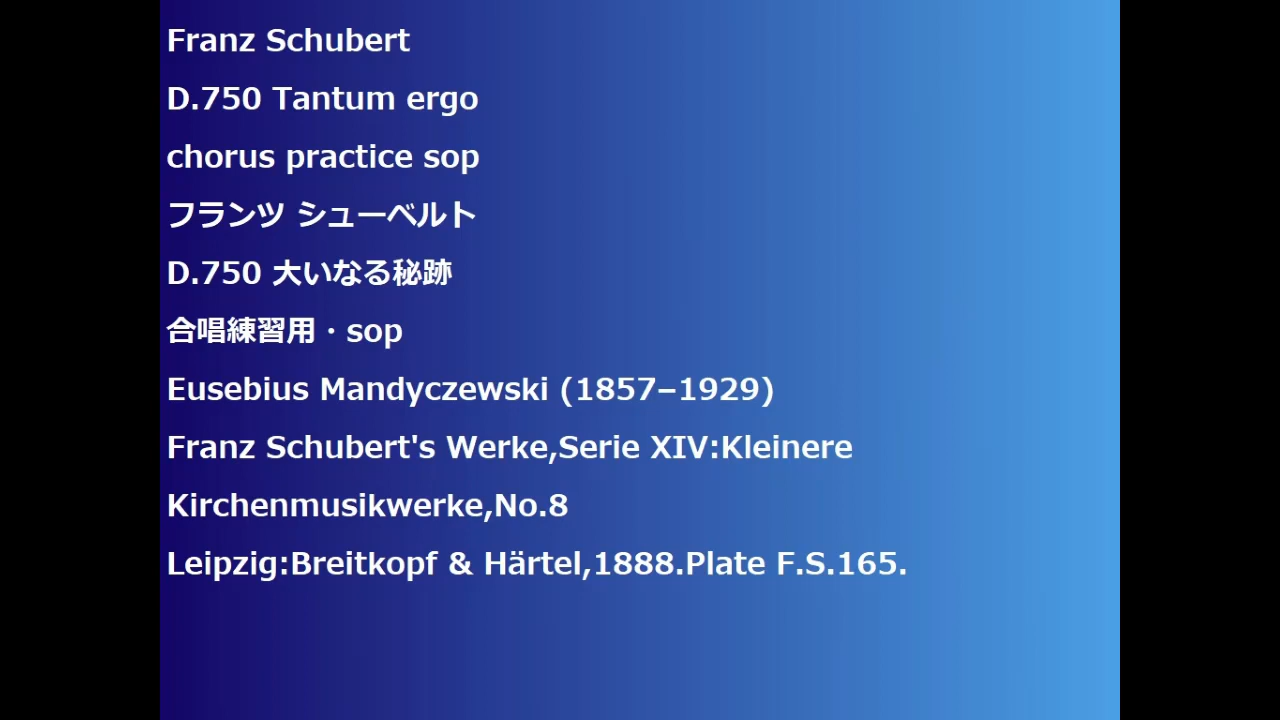 Franz Schubert
D.750 Tantum ergo
chorus practice sop
フランツ シューベルト
D.750 大いなる秘跡
合唱練習用・sop
Eusebius Mandyczewski (1857–1929)
Franz Schubert's Werke,Serie XIV:Kleinere
Kirchenmusikwerke,No.8
Leipzig:Breitkopf & Härtel,1888.Plate F.S.165.